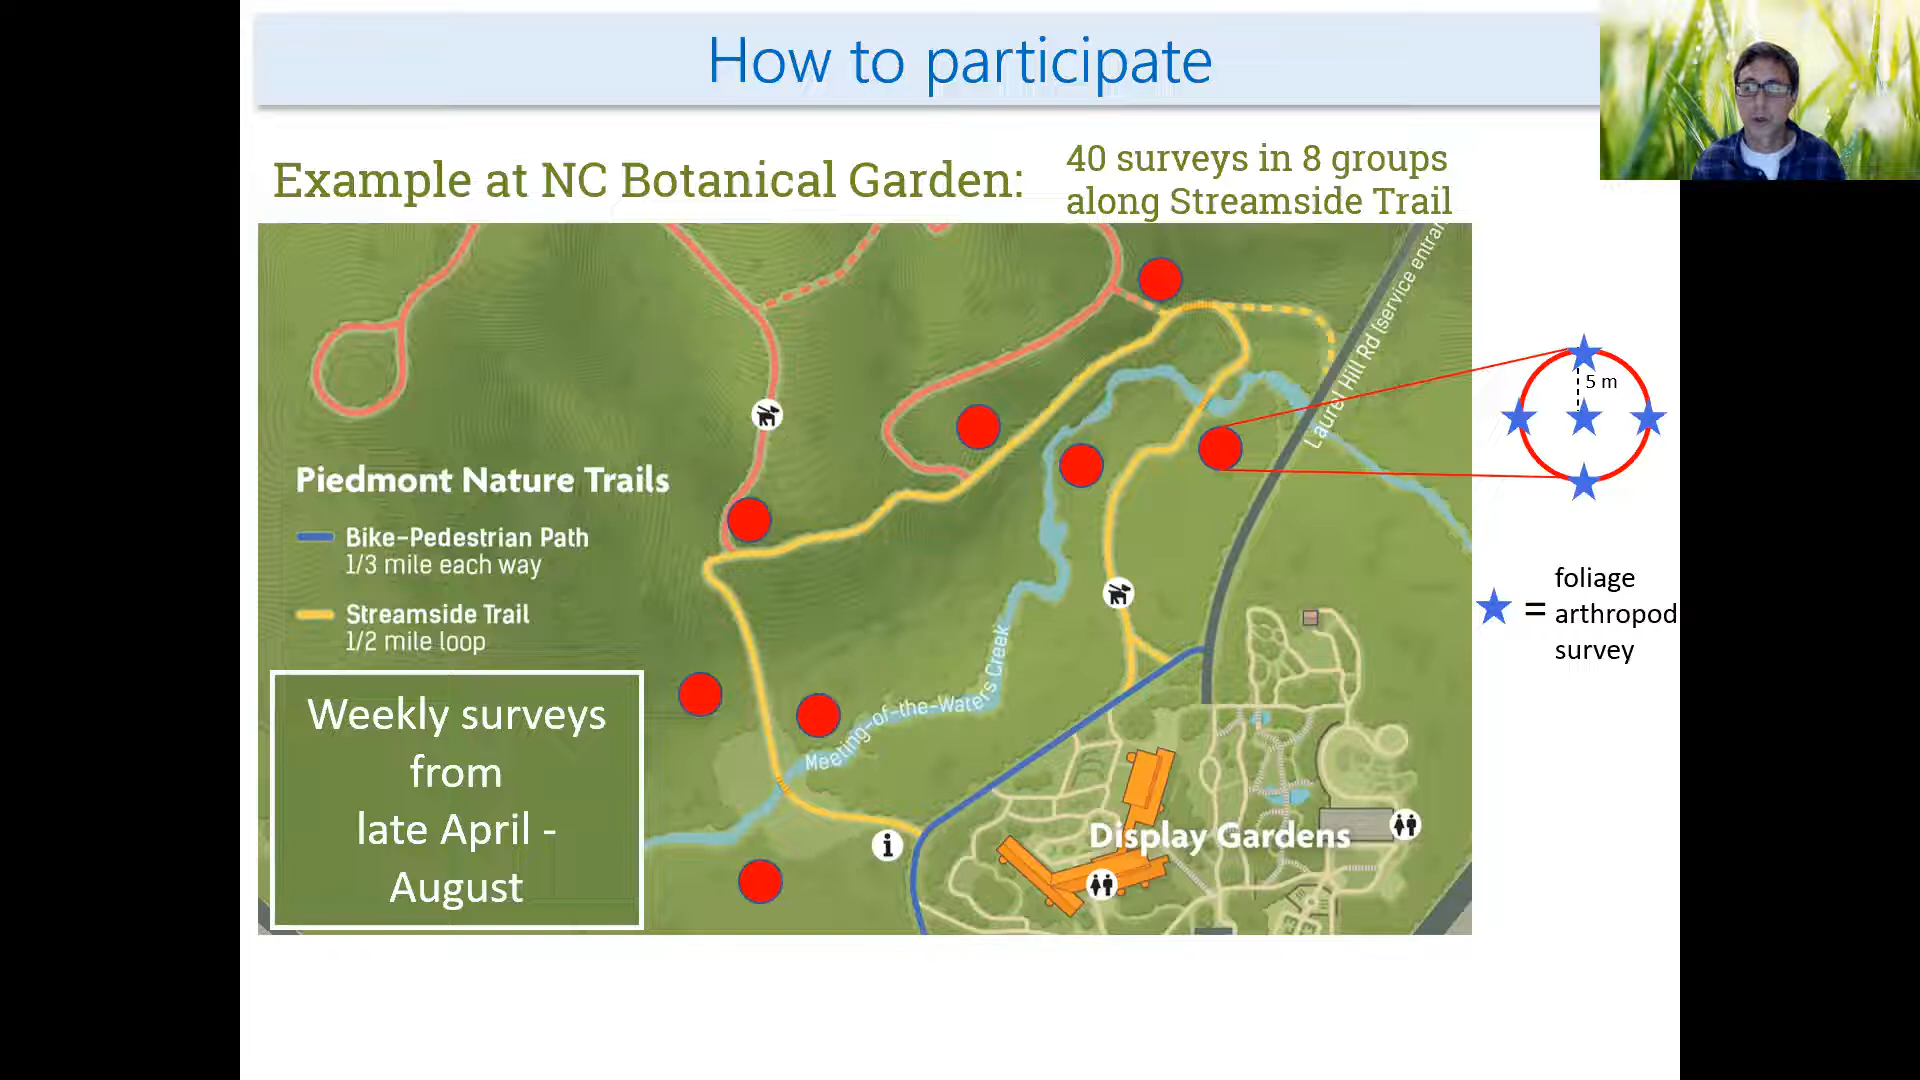 How to participate
Example at NC Botanical Garden:
40 surveys in 8 groups
along Streamside Trail
Laurel Hill Rd (service
5 m
Piedmont Nature Trails
Bike-Pedestrian Path
1/3 mile each way
Streamside Trail
1/2 mile loop
Weekly surveys
from
late April -
August
Meeting-of-the-Waters Creek
Display Gardens
i
=
foliage
arthropod
survey